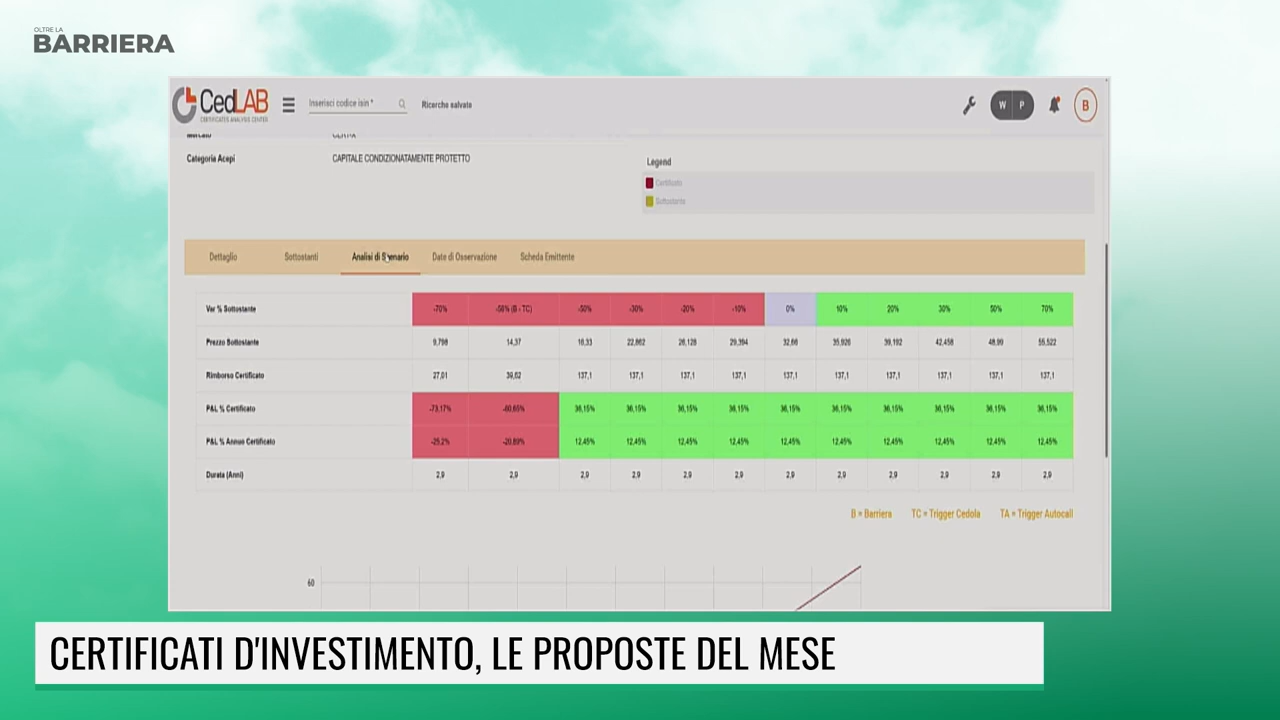 OLTRE LA
BARRIERA
CedLAB
CERTIFICATES ANALYSIS CENTER
Inserisci codice isin *
Ricerche salvate
W P
B
Mercato CERT-X
Categoria Acepi CAPITALE CONDIZIONATAMENTE PROTETTO
Legend
Certificato
Sottostante
Dettaglio Sottostanti Analisi di Scenario Date di Osservazione Scheda Emittente
Var % Sottostante -70% -56% (B - TC) -50% -30% -20% -10% 0% 10% 20% 30% 50% 70%
Prezzo Sottostante 9,798 14,37 16,33 22,862 26,128 29,394 32,66 35,926 39,192 42,458 48,99 55,522
Rimborso Certificato 27,01 39,62 137,1 137,1 137,1 137,1 137,1 137,1 137,1 137,1 137,1 137,1
P&L % Certificato -73,17% -60,65% 36,15% 36,15% 36,15% 36,15% 36,15% 36,15% 36,15% 36,15% 36,15% 36,15%
P&L % Annuo Certificato -25,2% -20,89% 12,45% 12,45% 12,45% 12,45% 12,45% 12,45% 12,45% 12,45% 12,45% 12,45%
Durata (Anni) 2,9 2,9 2,9 2,9 2,9 2,9 2,9 2,9 2,9 2,9 2,9 2,9
B = Barriera TC = Trigger Cedola TA = Trigger Autocall
60
CERTIFICATI D'INVESTIMENTO, LE PROPOSTE DEL MESE